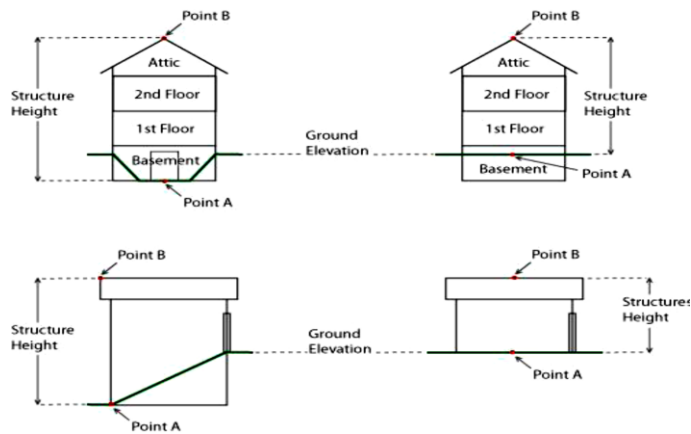 Point B
Attic
2nd Floor
1st Floor
Basement
Structure
Height
Point A
Ground
Elevation
Point B
Attic
2nd Floor
1st Floor
Basement
Structure
Height
Point A
Point B
Structure
Height
Point A
Ground
Elevation
Point B
Structures
Height
Point A